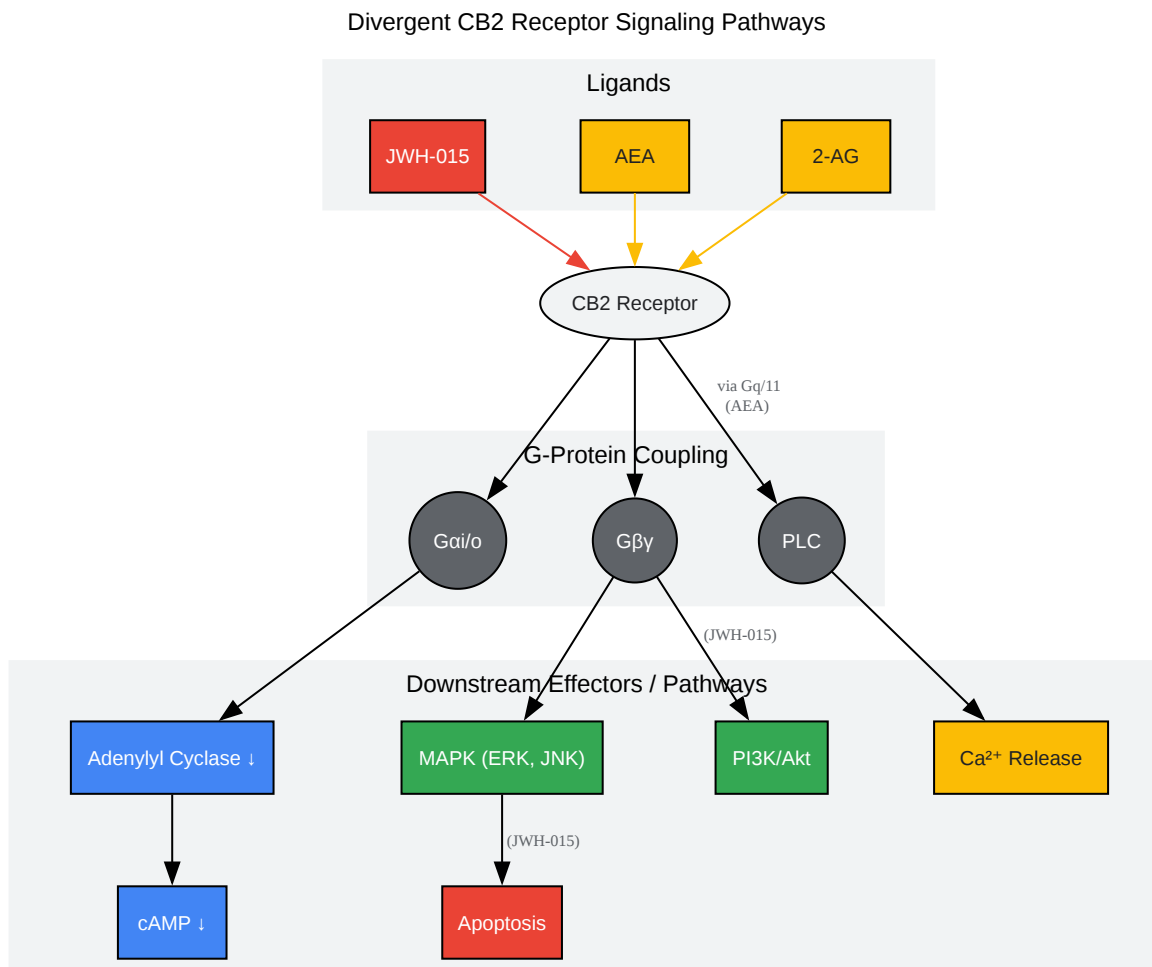 Divergent CB2 Receptor Signaling Pathways
Ligands
JWH-015
AEA
2-AG
CB2 Receptor
via Gq/11
(AEA)
G-Protein Coupling
Gαi/o
Gβγ
PLC
(JWH-015)
Downstream Effectors / Pathways
Adenylyl Cyclase ↓
MAPK (ERK, JNK)
PI3K/Akt
Ca²⁺ Release
(JWH-015)
cAMP ↓
Apoptosis